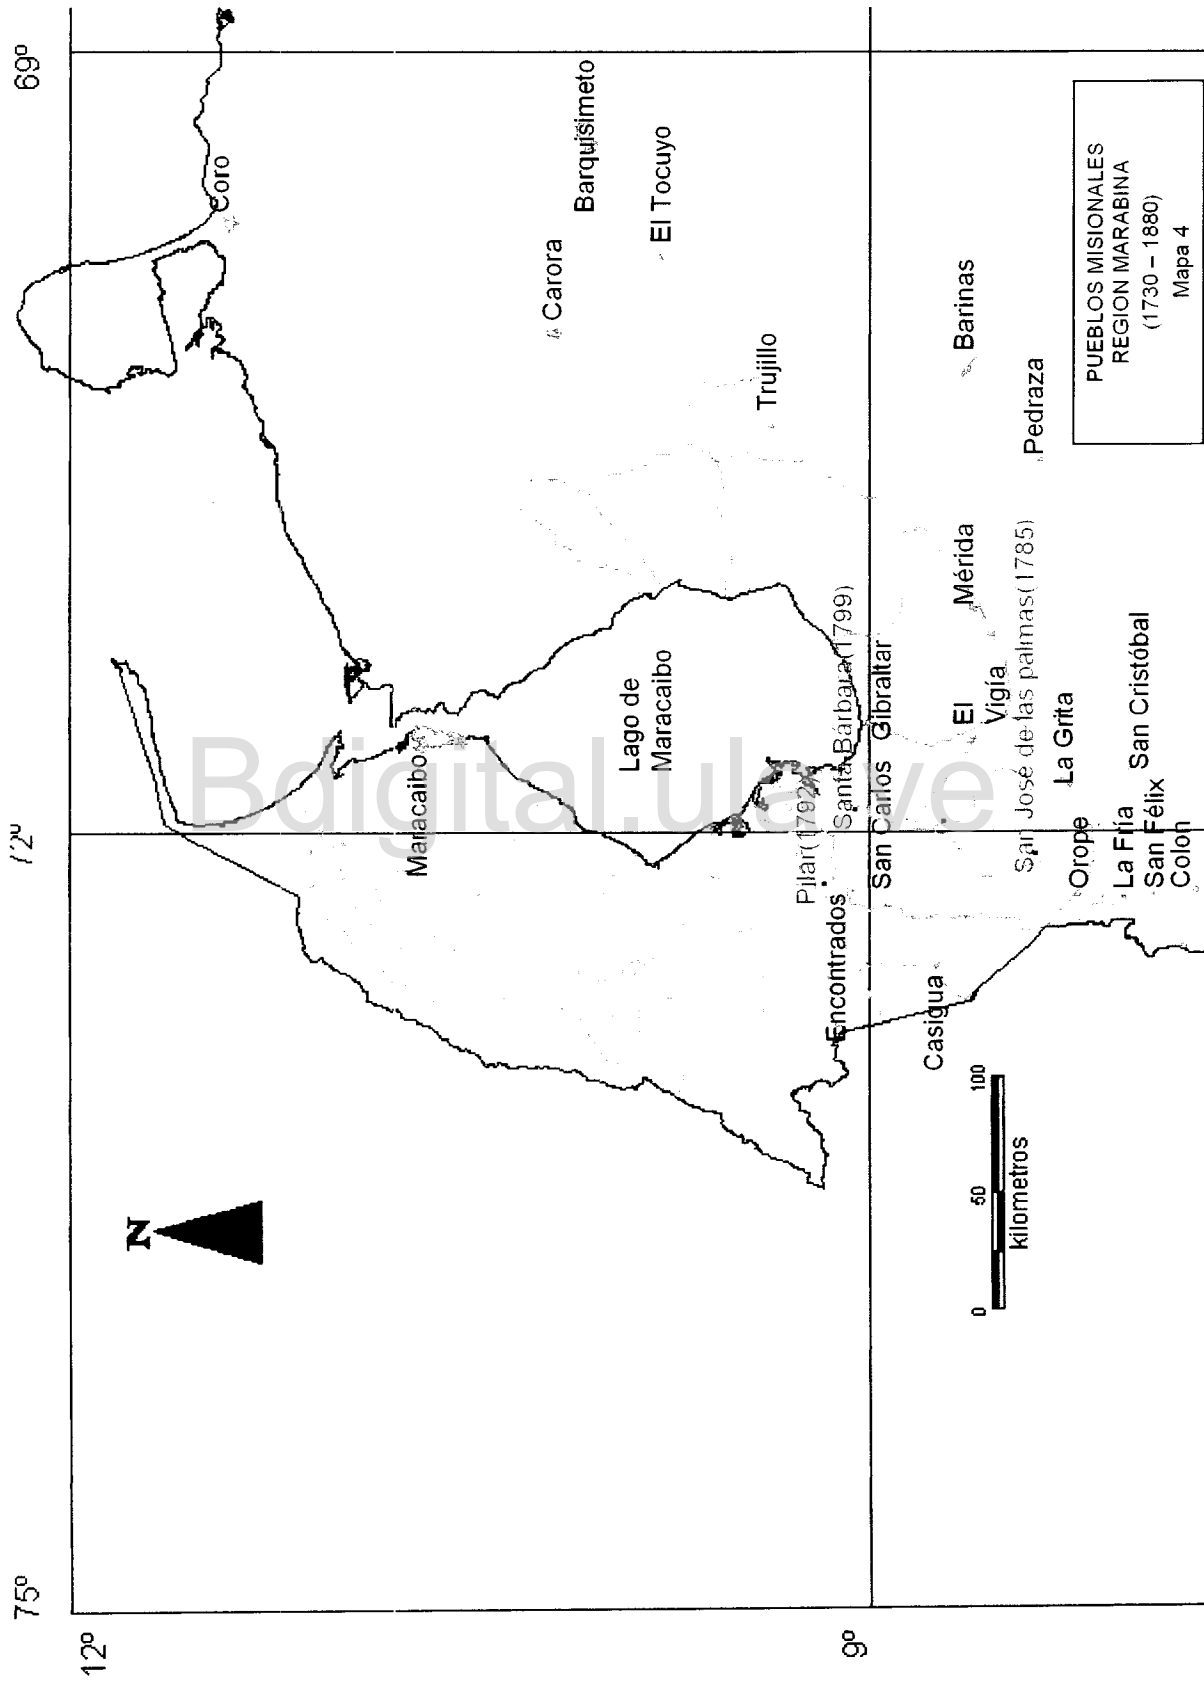 75º
72º
69º
12º
9º
N
Coro
Maracaibo
Carora
Barquisimeto
Lago de
Maracaibo
El Tocuyo
Trujillo
Pilar(1792)
Encontrados
Santa Bárbara(1799)
San Carlos
Gibraltar
Casigua
El
Vigía
Mérida
Barinas
San José de las palmas(1785)
Pedraza
La Grita
Orope
La Fría
San Cristóbal
San Félix
Colon
0
50
100
kilometros
PUEBLOS MISIONALES
REGION MARABINA
(1730 – 1880)
Mapa 4
Bdigital.ula.ve